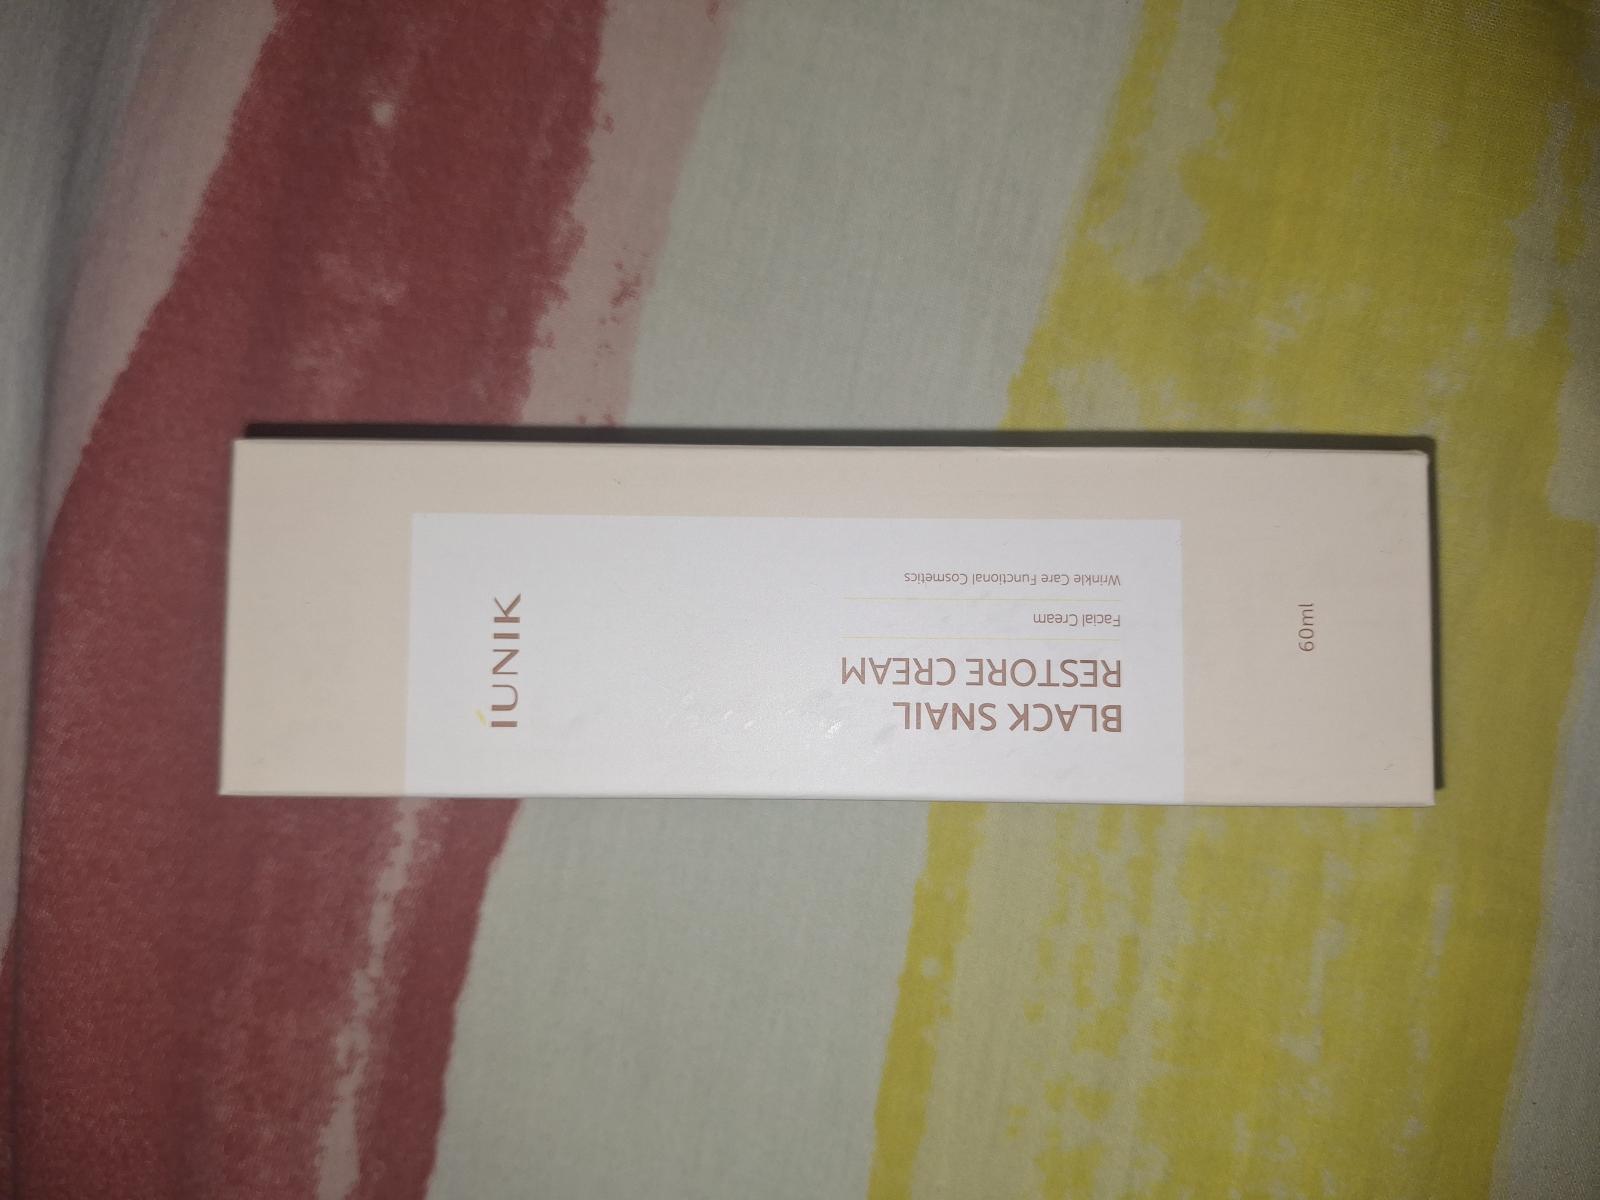 IUNIK
BLACK SNAIL
RESTORE CREAM
Facial Cream
Wrinkle Care Functional Cosmetics
60ml